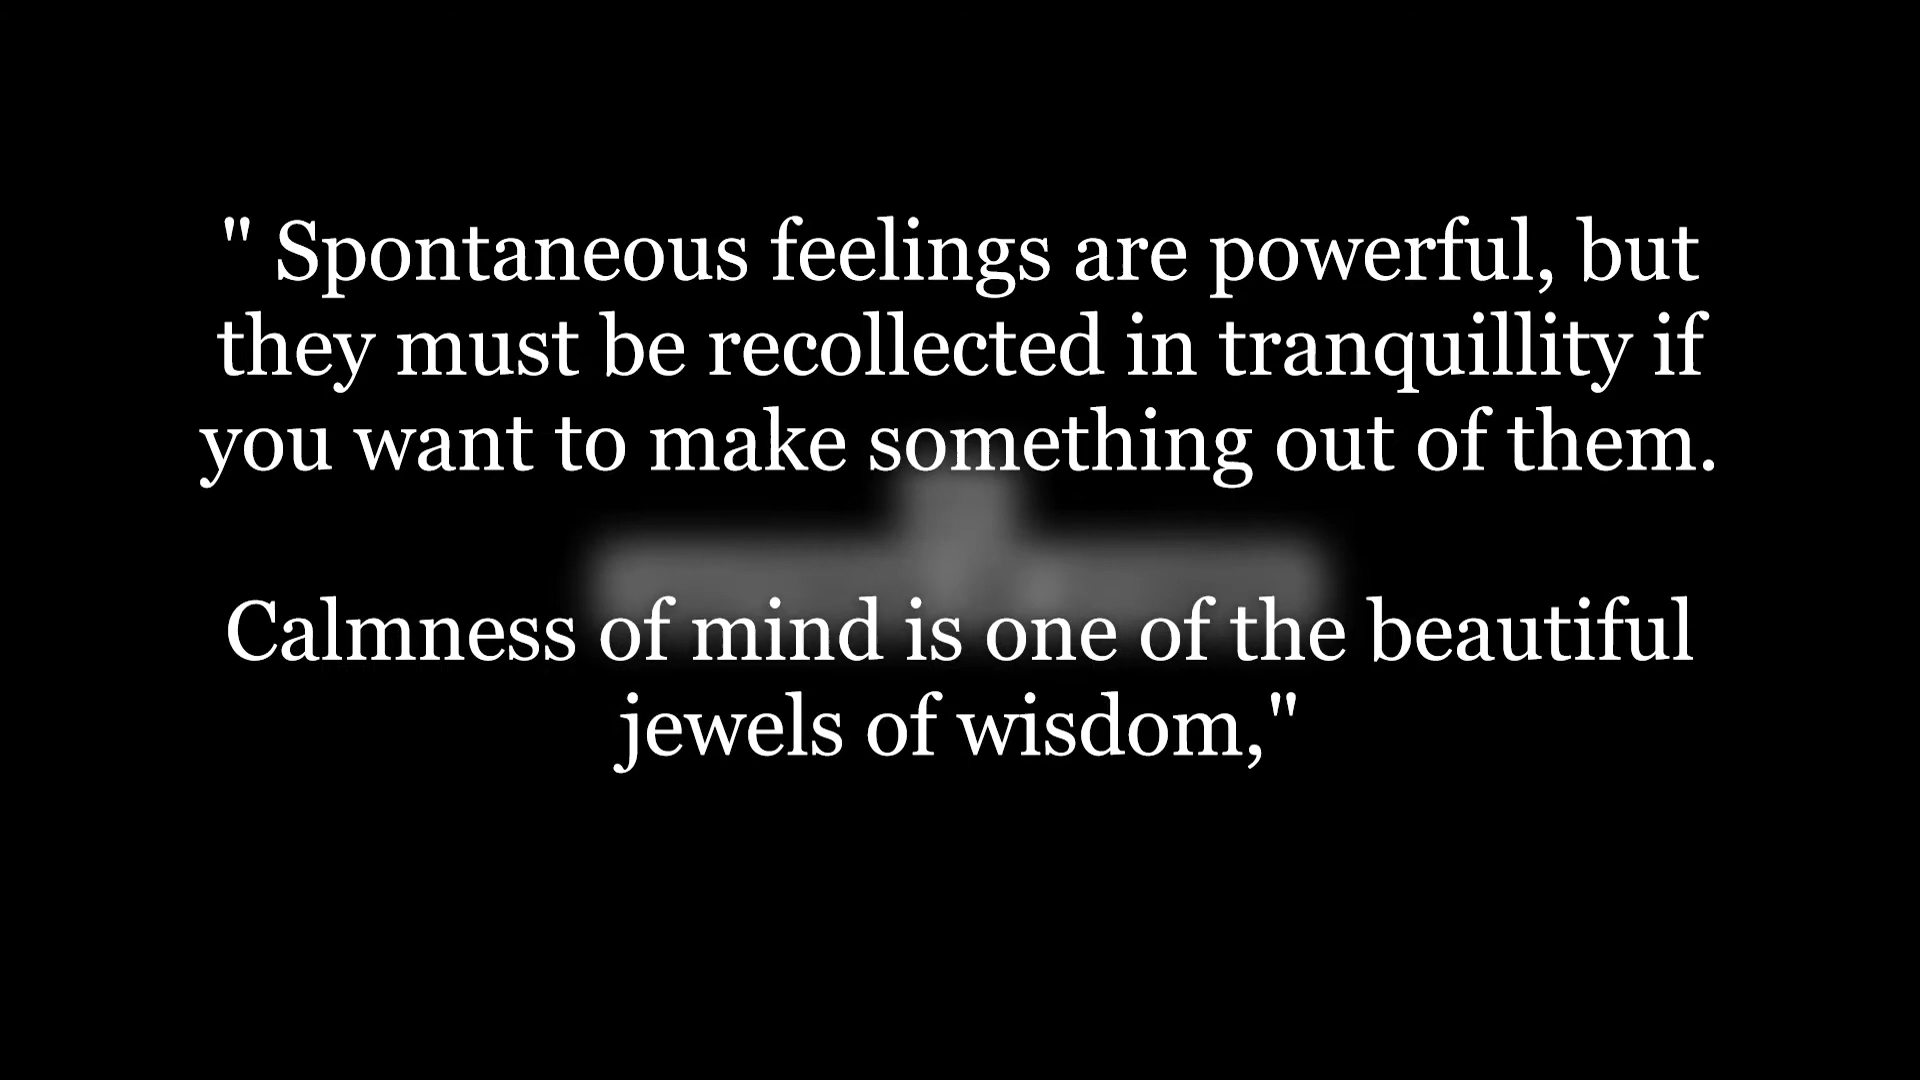 " Spontaneous feelings are powerful, but
they must be recollected in tranquillity if
you want to make something out of them.
Calmness of mind is one of the beautiful
jewels of wisdom,"